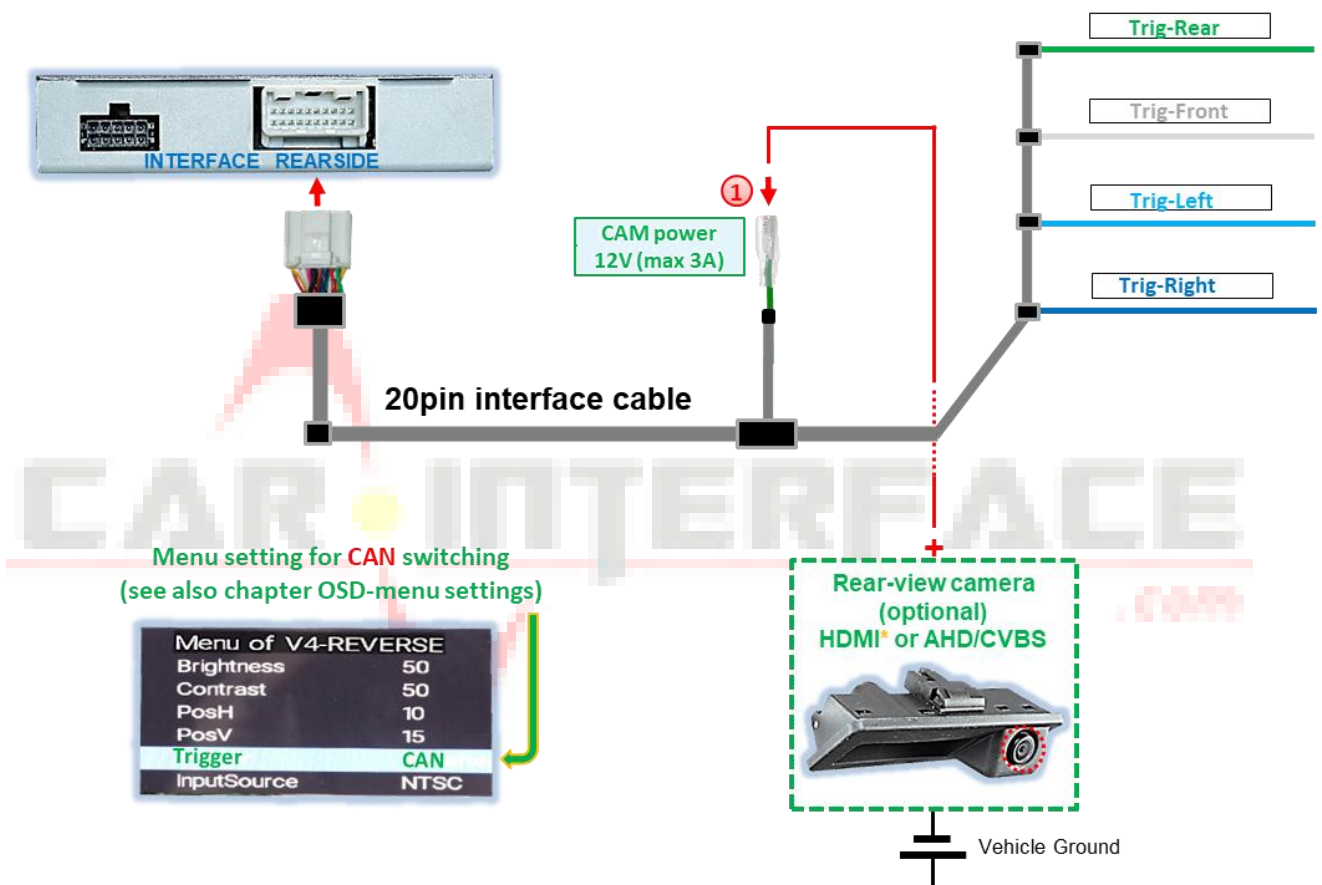 Trig-Rear
Trig-Front
Trig-Left
Trig-Right
INTERFACE REARSIDE
1
CAM power
12V (max 3A)
20pin interface cable
CAR INTERFACE
.com
Menu setting for CAN switching
(see also chapter OSD-menu settings)
Menu of V4-REVERSE
Brightness 50
Contrast 50
PosH 10
PosV 15
Trigger CAN
InputSource NTSC
+
Rear-view camera
(optional)
HDMI* or AHD/CVBS
Vehicle Ground